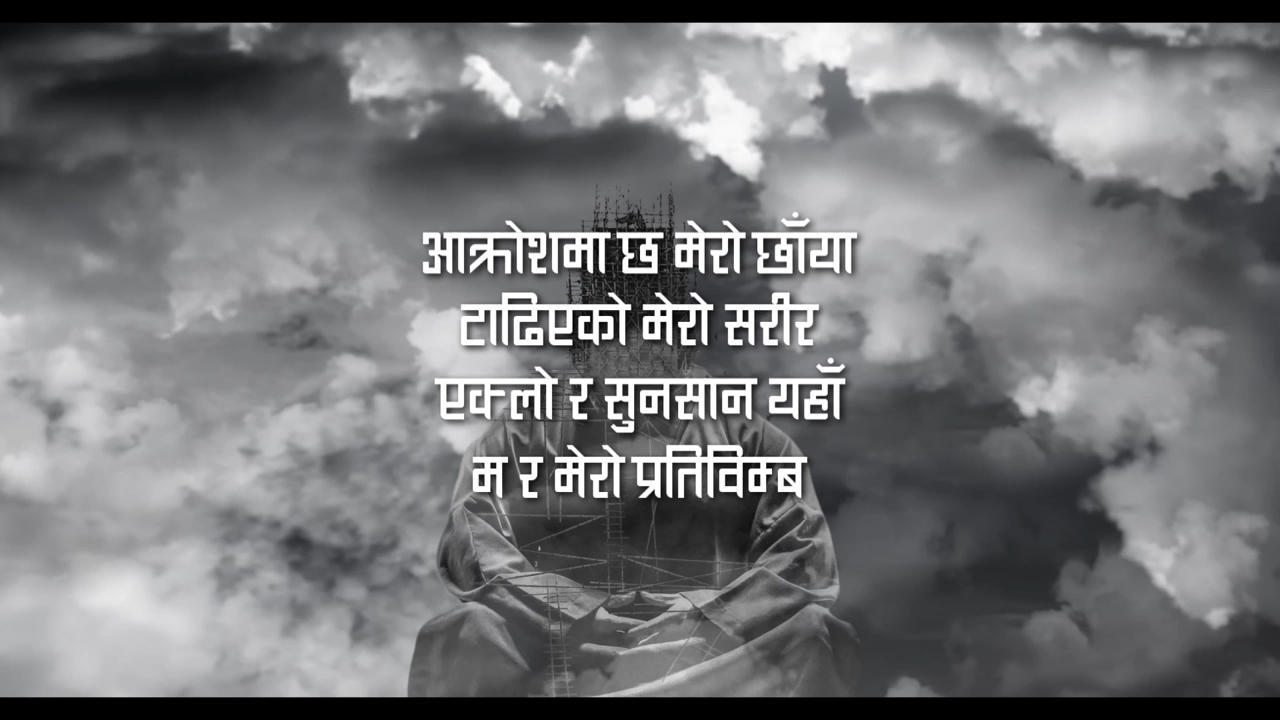 आक्रोशमा छ मेरो छाँया
टाढिएको मेरो सरीर
एक्लो र सुनसान यहाँ
म र मेरो प्रतिविम्ब